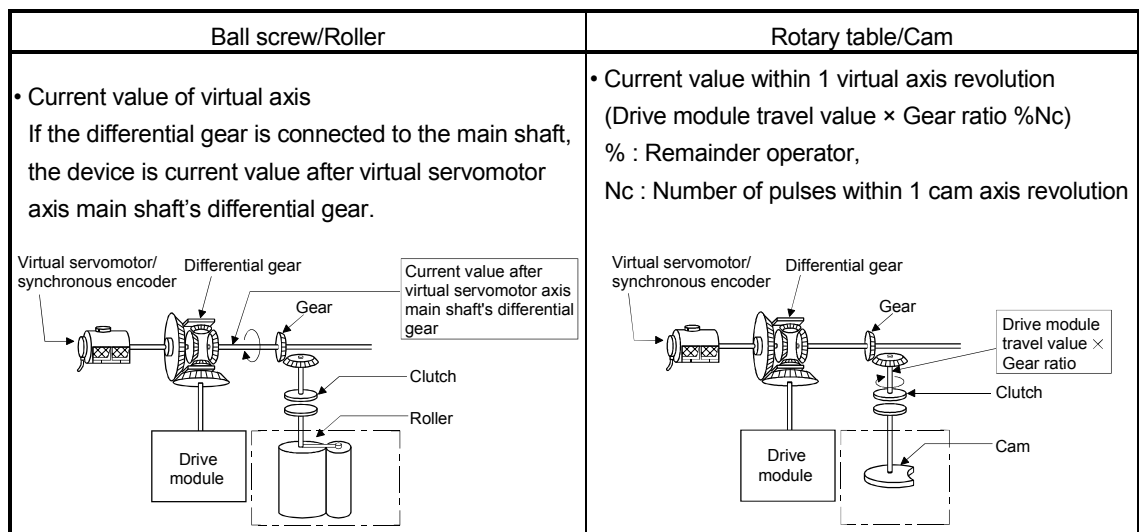 Ball screw/Roller
Rotary table/Cam
• Current value of virtual axis
If the differential gear is connected to the main shaft,
the device is current value after virtual servomotor
axis main shaft's differential gear.
Virtual servomotor/
synchronous encoder
Differential gear
Current value after
virtual servomotor axis
main shaft's differential
gear
Gear
Clutch
Roller
Drive
module
• Current value within 1 virtual axis revolution
(Drive module travel value × Gear ratio %Nc)
% : Remainder operator,
Nc : Number of pulses within 1 cam axis revolution
Virtual servomotor/
synchronous encoder
Differential gear
Gear
Drive module
travel value ×
Gear ratio
Clutch
Cam
Drive
module